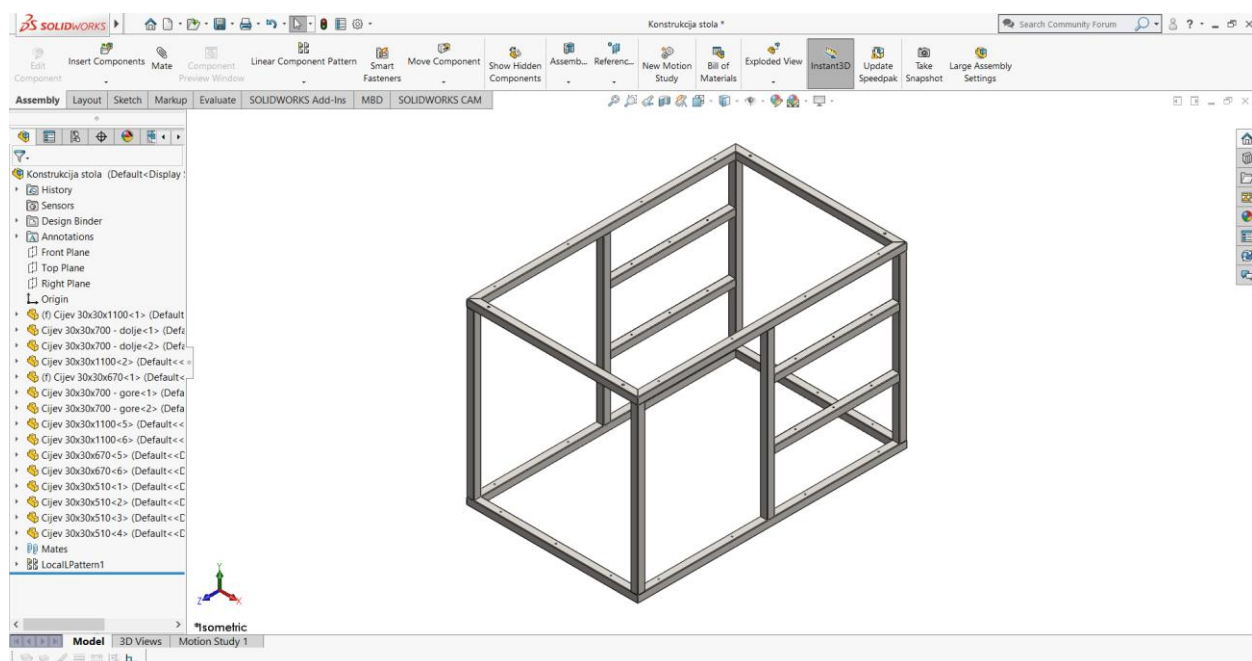 SOLIDWORKS
Konstrukcija stola *
Search Community Forum
?
Edit Component
Insert Components
Mate
Component Preview Window
Linear Component Pattern
Smart Fasteners
Move Component
Show Hidden Components
Assemb...
Referenc...
New Motion Study
Bill of Materials
Exploded View
Instant3D
Update Speedpak
Take Snapshot
Large Assembly Settings
Assembly Layout Sketch Markup Evaluate SOLIDWORKS Add-Ins MBD SOLIDWORKS CAM
Konstrukcija stola (Default<Display
History
Sensors
Design Binder
Annotations
Front Plane
Top Plane
Right Plane
Origin
(f) Cijev 30x30x1100<1> (Default
Cijev 30x30x700 - dolje<1> (Defa
Cijev 30x30x700 - dolje<2> (Defa
Cijev 30x30x1100<2> (Default<<
(f) Cijev 30x30x670<1> (Default<
Cijev 30x30x700 - gore<1> (Defa
Cijev 30x30x700 - gore<2> (Defa
Cijev 30x30x1100<5> (Default<<
Cijev 30x30x1100<6> (Default<<
Cijev 30x30x670<5> (Default<<D
Cijev 30x30x670<6> (Default<<D
Cijev 30x30x510<1> (Default<<D
Cijev 30x30x510<2> (Default<<D
Cijev 30x30x510<3> (Default<<D
Cijev 30x30x510<4> (Default<<D
Mates
LocalLPattern1
Y
Z X
*Isometric
Model 3D Views Motion Study 1